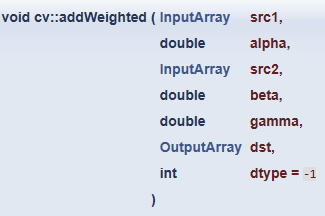 void cv::addWeighted ( InputArray src1,
double alpha,
InputArray src2,
double beta,
double gamma,
OutputArray dst,
int dtype = -1
)